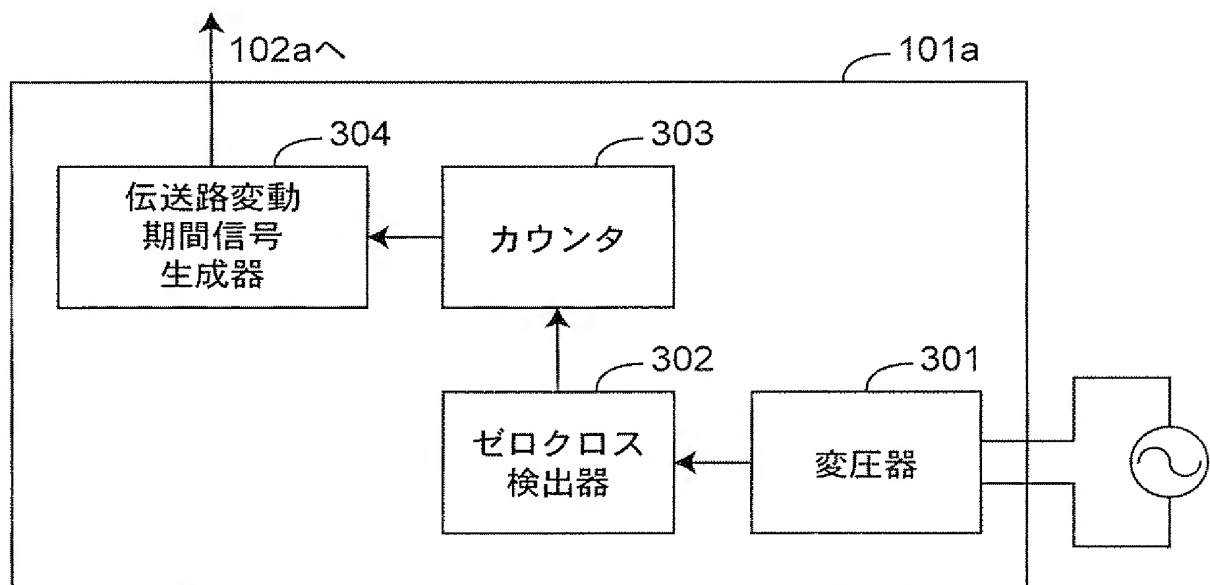 102aへ
101a
304
303
伝送路変動
期間信号
生成器
カウンタ
302
301
ゼロクロス
検出器
変圧器